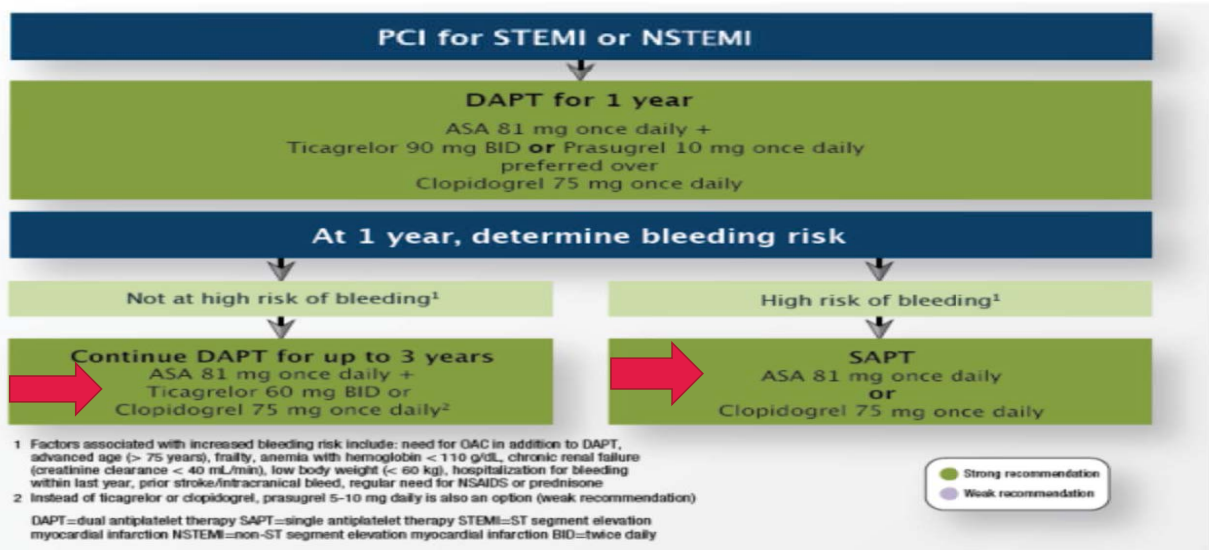 PCI for STEMI or NSTEMI
DAPT for 1 year
ASA 81 mg once daily +
Ticagrelor 90 mg BID or Prasugrel 10 mg once daily
preferred over
Clopidogrel 75 mg once daily
At 1 year, determine bleeding risk
Not at high risk of bleeding¹
High risk of bleeding¹
Continue DAPT for up to 3 years
ASA 81 mg once daily +
Ticagrelor 60 mg BID or
Clopidogrel 75 mg once daily²
SAPT
ASA 81 mg once daily
or
Clopidogrel 75 mg once daily
1 Factors associated with increased bleeding risk include: need for OAC in addition to DAPT,
advanced age (> 75 years), frailty, anemia with hemoglobin < 110 g/dL, chronic renal failure
(creatinine clearance < 40 mL/min), low body weight (< 60 kg), hospitalization for bleeding
within last year, prior stroke/intracranical bleed, regular need for NSAIDS or prednisone
2 Instead of ticagrelor or clopidogrel, prasugrel 5-10 mg daily is also an option (weak recommendation)
DAPT=dual antiplatelet therapy SAPT=single antiplatelet therapy STEMI=ST segment elevation
myocardial infarction NSTEMI=non-ST segment elevation myocardial infarction BID=twice daily
Strong recommendation
Weak recommendation